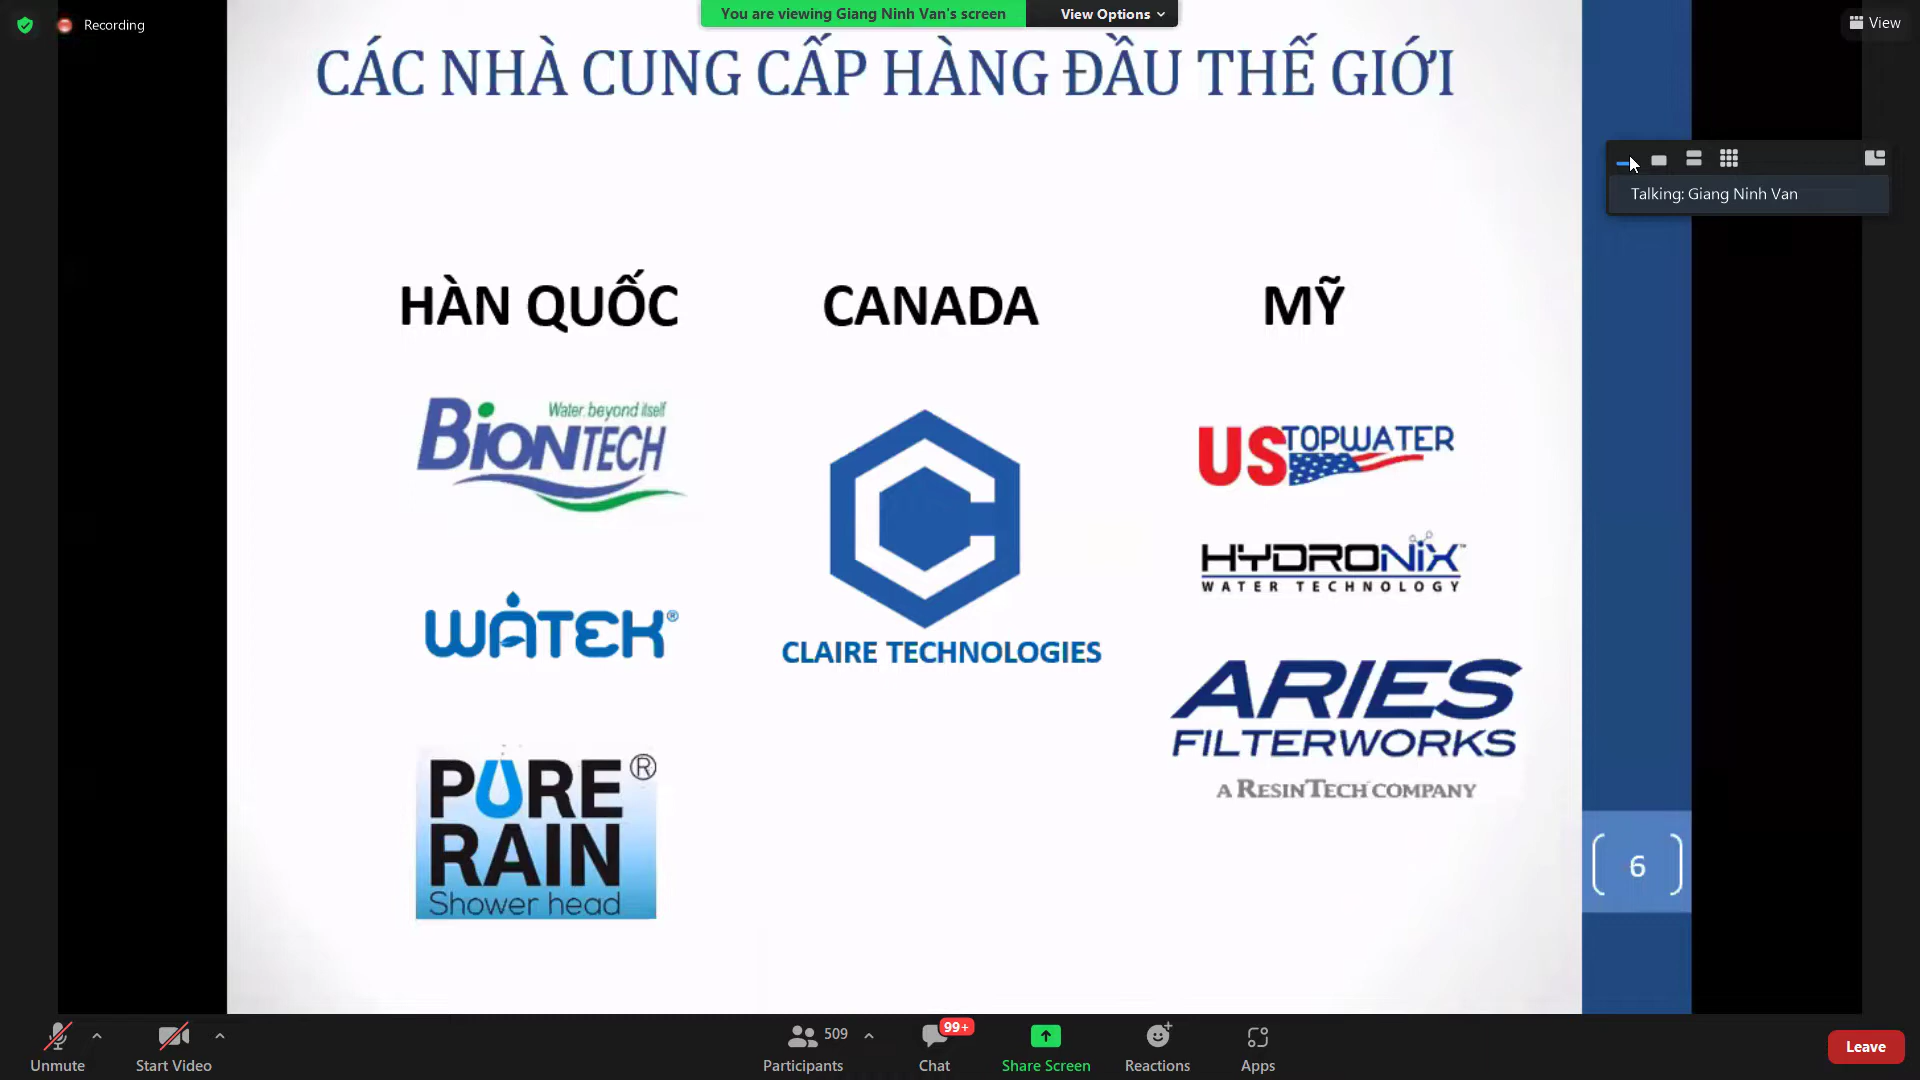 Recording
You are viewing Giang Ninh Van's screen
View Options
View
CÁC NHÀ CUNG CẤP HÀNG ĐẦU THẾ GIỚI
Talking: Giang Ninh Van
HÀN QUỐC
CANADA
MỸ
Water beyond itself
BIONTECH
US TOPWATER
HYDRONIX™
WATER TECHNOLOGY
WATEK®
CLAIRE TECHNOLOGIES
ARIES
FILTERWORKS
A RESINTECH COMPANY
PURE®
RAIN
Shower head
6
Unmute
Start Video
509
Participants
99+
Chat
Share Screen
Reactions
Apps
Leave